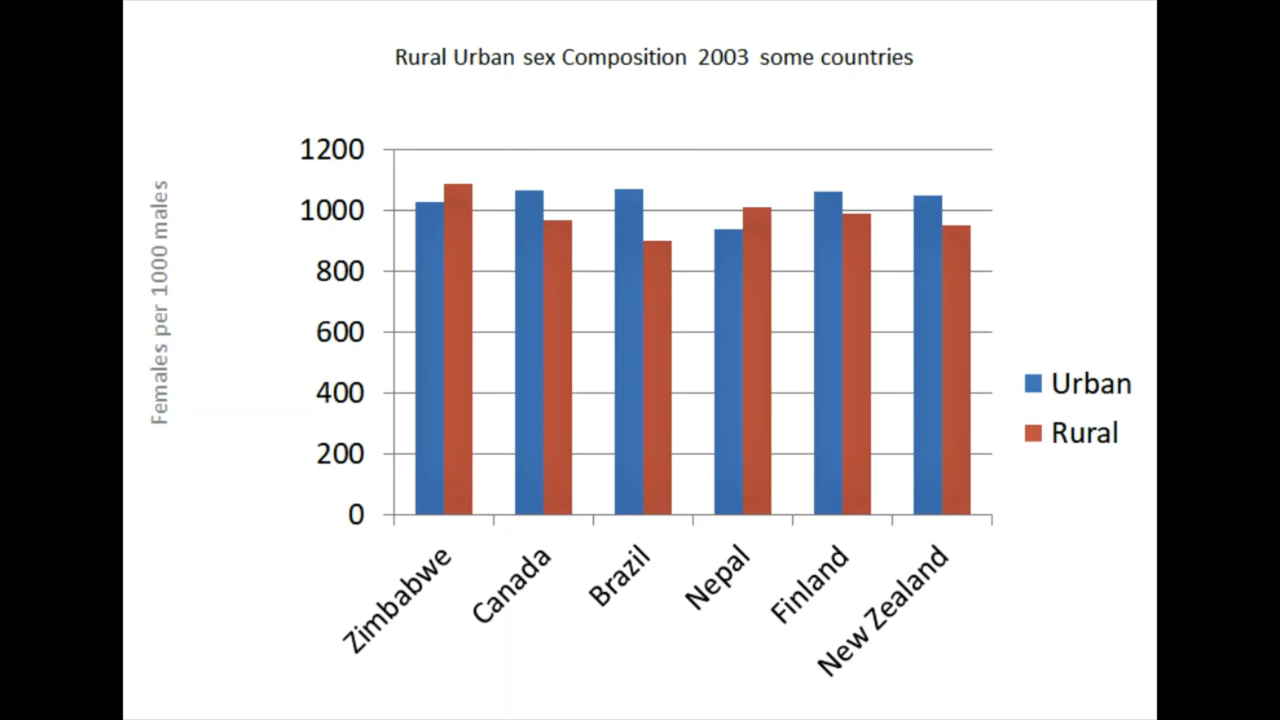 Rural Urban sex Composition 2003 some countries
Females per 1000 males
1200
1000
800
600
400
200
0
Urban
Rural
Zimbabwe
Canada
Brazil
Nepal
Finland
New Zealand